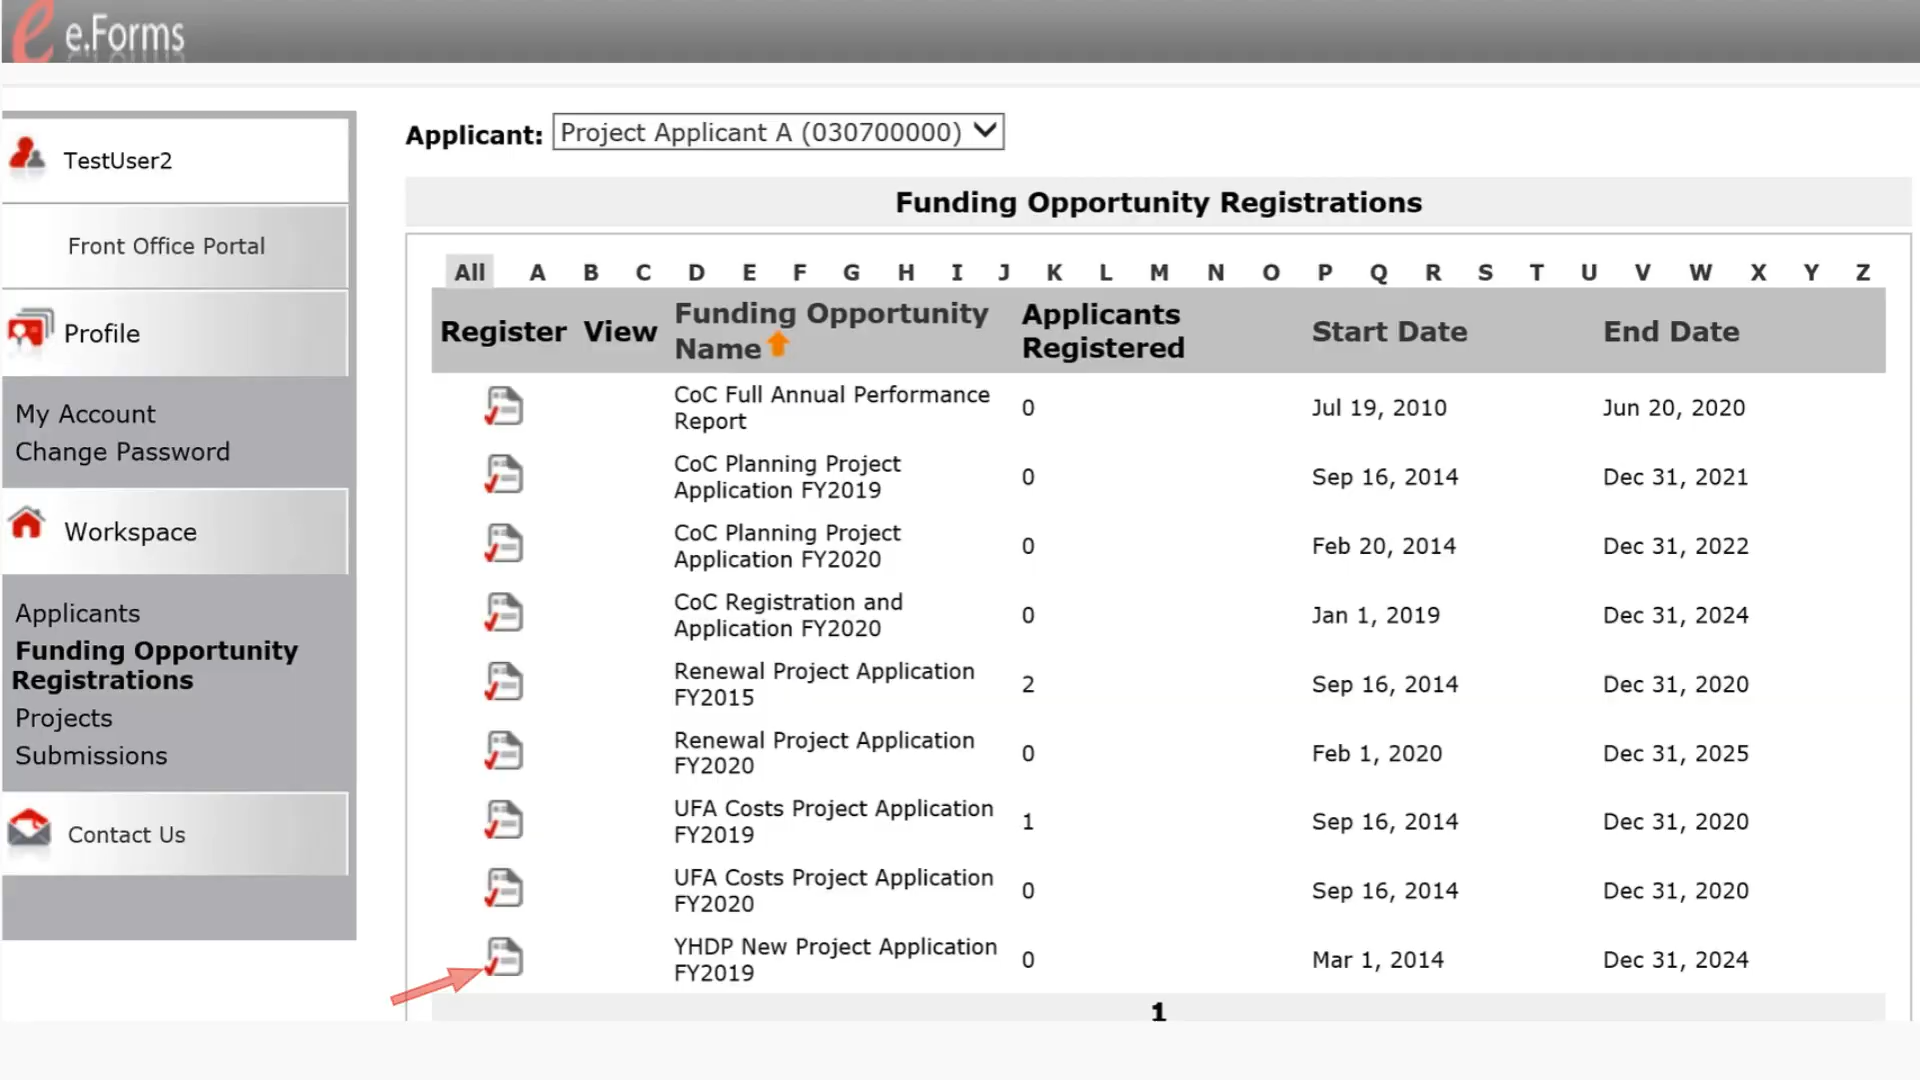 e.Forms
TestUser2
Front Office Portal
Profile
My Account
Change Password
Workspace
Applicants
Funding Opportunity
Registrations
Projects
Submissions
Contact Us
Applicant: Project Applicant A (030700000)
Funding Opportunity Registrations
All A B C D E F G H I J K L M N O P Q R S T U V W X Y Z
Register View Funding Opportunity Name Applicants Registered Start Date End Date
CoC Full Annual Performance
Report
0 Jul 19, 2010 Jun 20, 2020
CoC Planning Project
Application FY2019
0 Sep 16, 2014 Dec 31, 2021
CoC Planning Project
Application FY2020
0 Feb 20, 2014 Dec 31, 2022
CoC Registration and
Application FY2020
0 Jan 1, 2019 Dec 31, 2024
Renewal Project Application
FY2015
2 Sep 16, 2014 Dec 31, 2020
Renewal Project Application
FY2020
0 Feb 1, 2020 Dec 31, 2025
UFA Costs Project Application
FY2019
1 Sep 16, 2014 Dec 31, 2020
UFA Costs Project Application
FY2020
0 Sep 16, 2014 Dec 31, 2020
YHDP New Project Application
FY2019
0 Mar 1, 2014 Dec 31, 2024
1